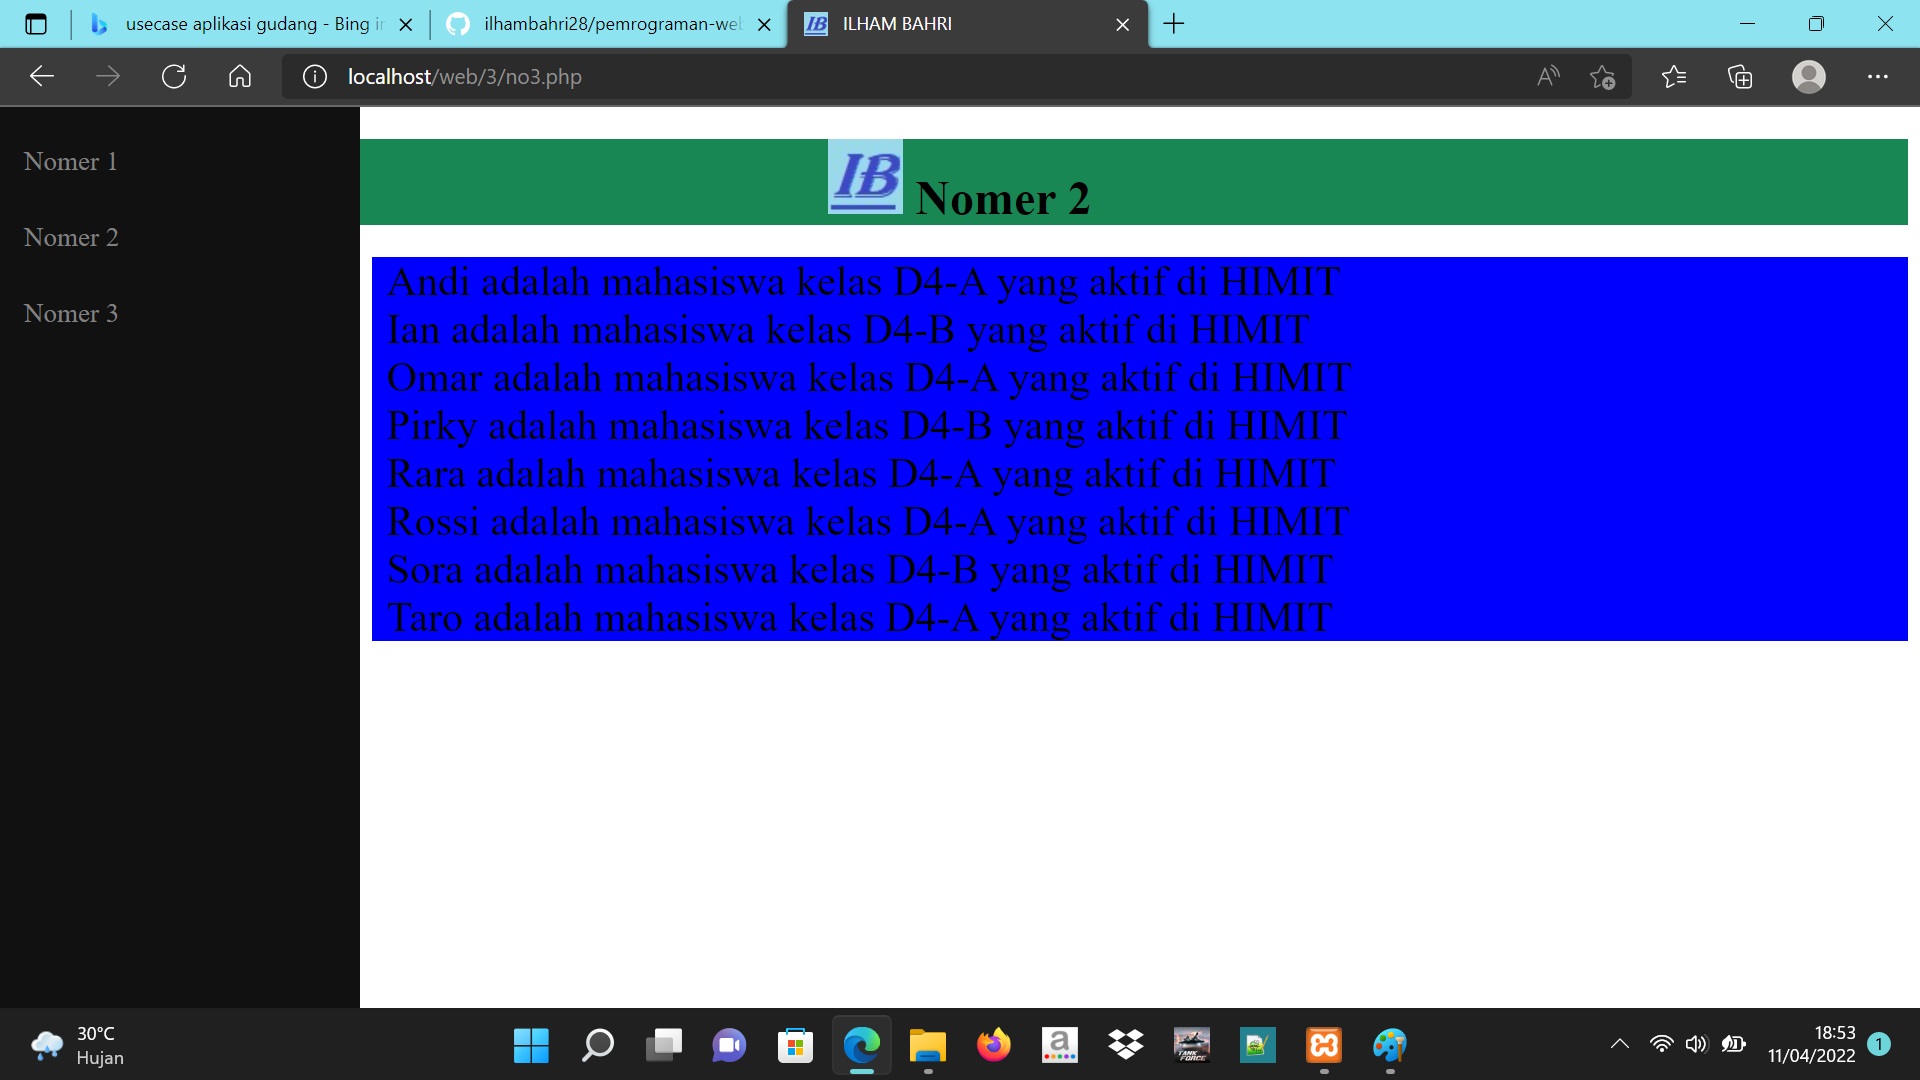 usecase aplikasi gudang - Bing i
ilhambahri28/pemrograman-web
ILHAM BAHRI
localhost/web/3/no3.php
Nomer 1
Nomer 2
Nomer 3
IB Nomer 2
Andi adalah mahasiswa kelas D4-A yang aktif di HIMIT
Ian adalah mahasiswa kelas D4-B yang aktif di HIMIT
Omar adalah mahasiswa kelas D4-A yang aktif di HIMIT
Pirky adalah mahasiswa kelas D4-B yang aktif di HIMIT
Rara adalah mahasiswa kelas D4-A yang aktif di HIMIT
Rossi adalah mahasiswa kelas D4-A yang aktif di HIMIT
Sora adalah mahasiswa kelas D4-B yang aktif di HIMIT
Taro adalah mahasiswa kelas D4-A yang aktif di HIMIT
30°C
Hujan
TANK FORCE
18:53
11/04/2022
1